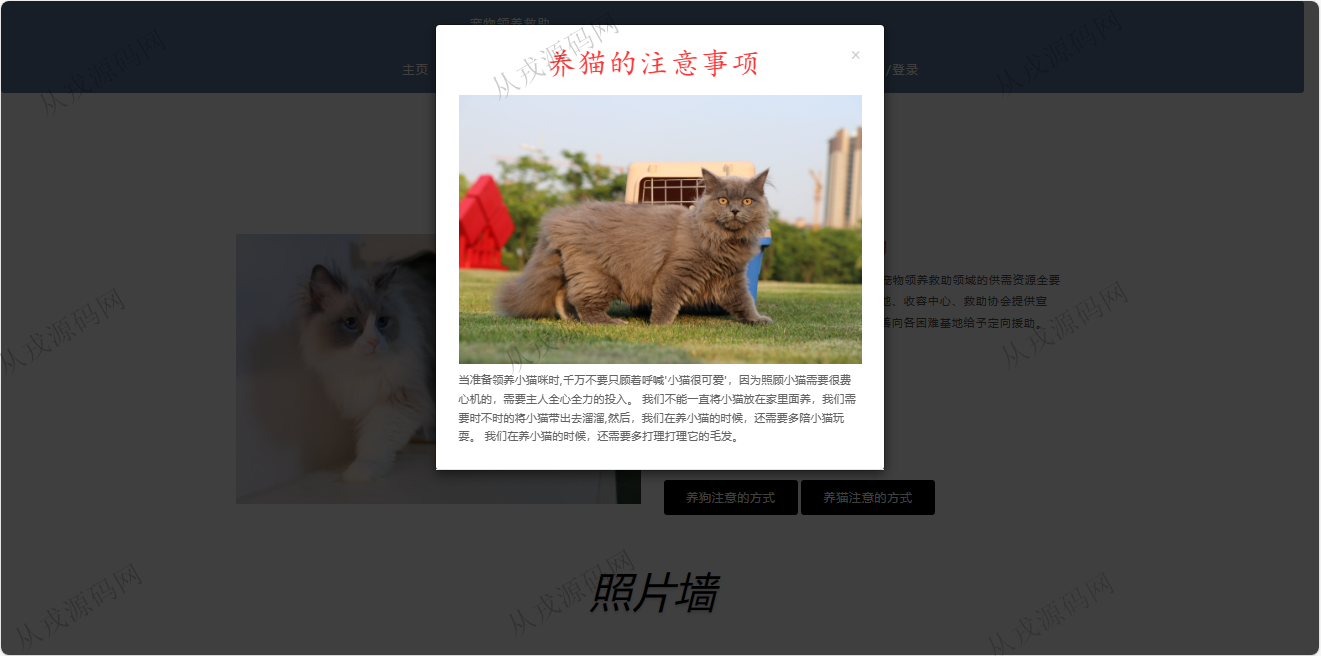 宠物领养救助
主页
/登录
养猫的注意事项
×
当准备领养小猫咪时,千万不要只顾着呼喊'小猫很可爱'，因为照顾小猫需要很费
心机的，需要主人全心全力的投入。 我们不能一直将小猫放在家里面养，我们需
要时不时的将小猫带出去溜溜,然后，我们在养小猫的时候，还需要多陪小猫玩
耍。 我们在养小猫的时候，还需要多打理打理它的毛发。
宠物领养救助领域的供需资源全要
、收容中心、救助协会提供宣
向各困难基地给予定向援助。
养狗注意的方式
养猫注意的方式
照片墙
从戎源码网
从戎源码网
从戎源码网
从戎源码网
从戎源码网
从戎源码网
从戎源码网
从戎源码网